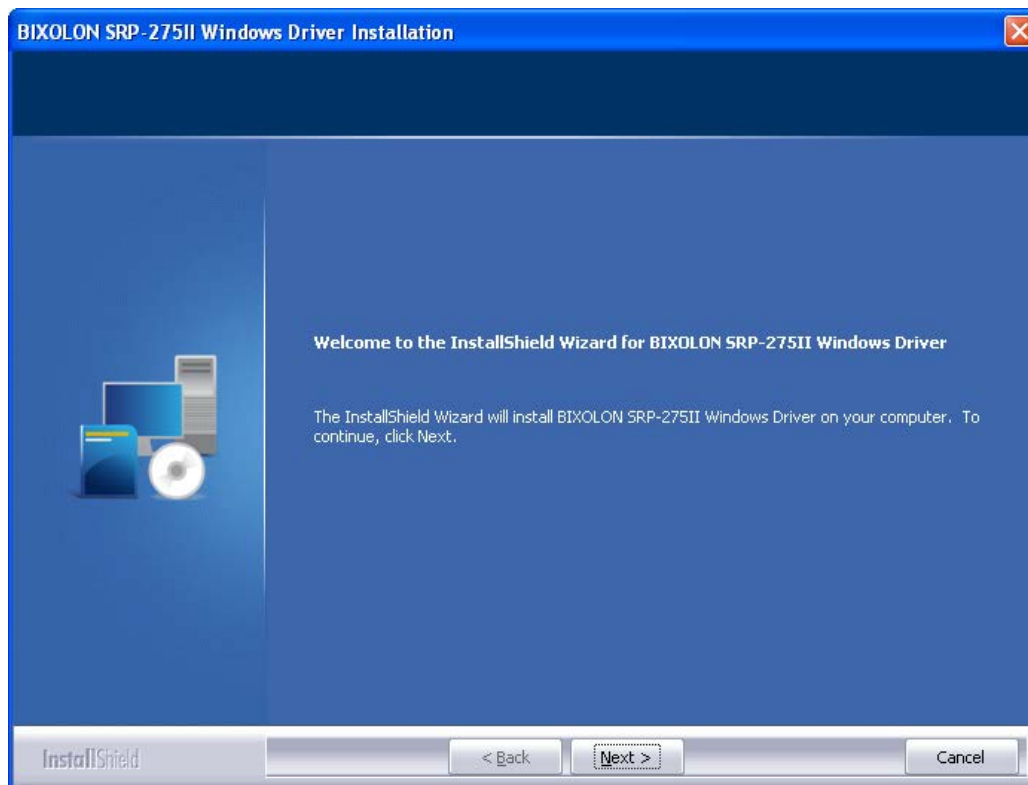 BIXOLON SRP-275II Windows Driver Installation
Welcome to the InstallShield Wizard for BIXOLON SRP-275II Windows Driver
The InstallShield Wizard will install BIXOLON SRP-275II Windows Driver on your computer. To
continue, click Next.
InstallShield
< Back
Next >
Cancel